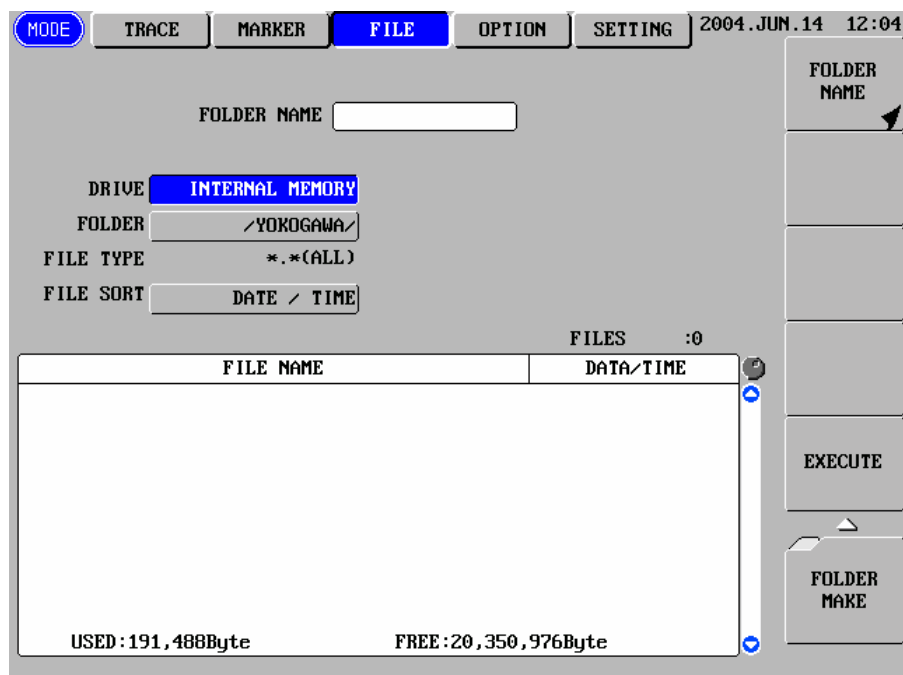 MODE TRACE MARKER FILE OPTION SETTING 2004.JUN.14 12:04
FOLDER NAME
FOLDER NAME
DRIVE INTERNAL MEMORY
FOLDER /YOKOGAWA/
FILE TYPE *.*(ALL)
FILE SORT DATE / TIME
FILES :0
FILE NAME DATA/TIME
EXECUTE
FOLDER MAKE
USED:191,488Byte FREE:20,350,976Byte